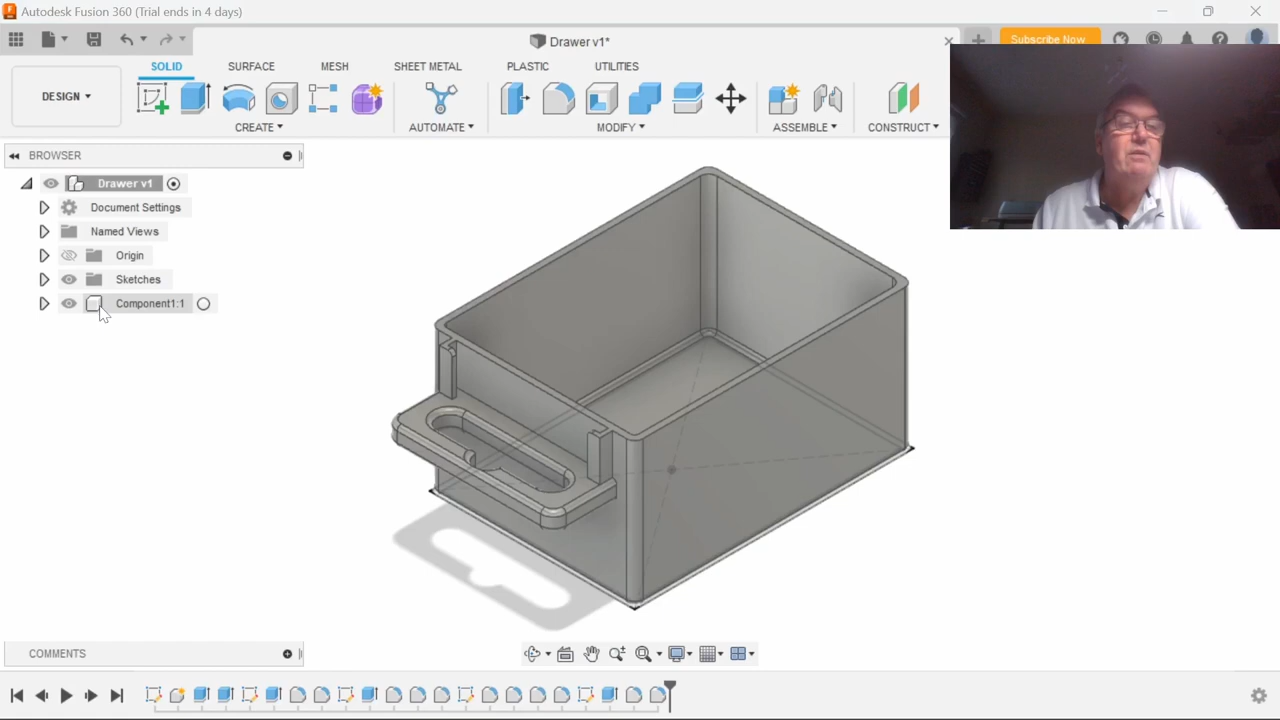 Autodesk Fusion 360 (Trial ends in 4 days)
Drawer v1*
Subscribe Now
DESIGN
SOLID
SURFACE
MESH
SHEET METAL
PLASTIC
UTILITIES
CREATE
AUTOMATE
MODIFY
ASSEMBLE
CONSTRUCT
BROWSER
Drawer v1
Document Settings
Named Views
Origin
Sketches
Component1:1
COMMENTS